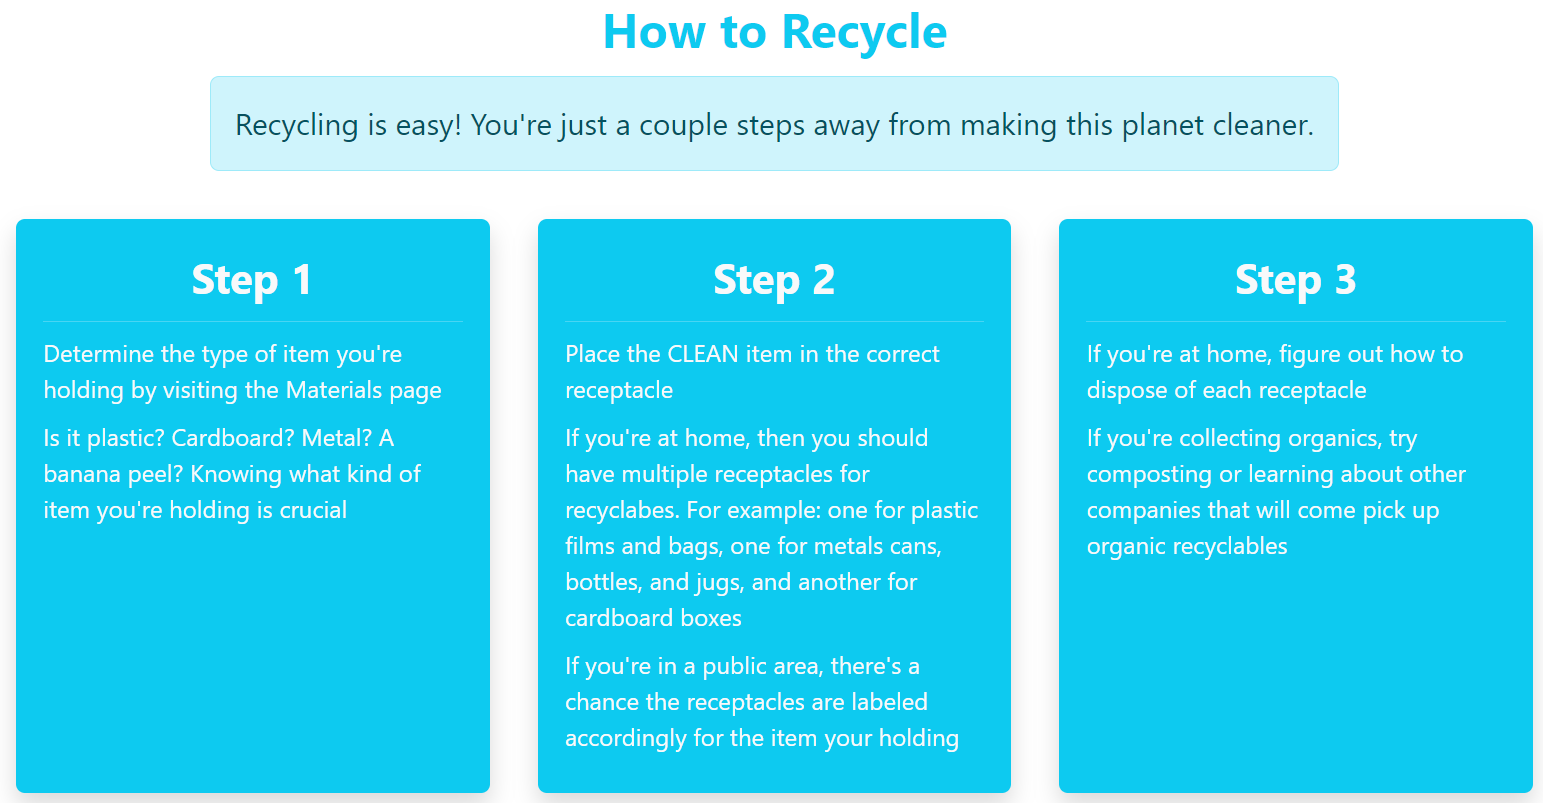 How to Recycle
Recycling is easy! You're just a couple steps away from making this planet cleaner.
Step 1
Determine the type of item you're
holding by visiting the Materials page
Is it plastic? Cardboard? Metal? A
banana peel? Knowing what kind of
item you're holding is crucial
Step 2
Place the CLEAN item in the correct
receptacle
If you're at home, then you should
have multiple receptacles for
recyclabes. For example: one for plastic
films and bags, one for metals cans,
bottles, and jugs, and another for
cardboard boxes
If you're in a public area, there's a
chance the receptacles are labeled
accordingly for the item your holding
Step 3
If you're at home, figure out how to
dispose of each receptacle
If you're collecting organics, try
composting or learning about other
companies that will come pick up
organic recyclables